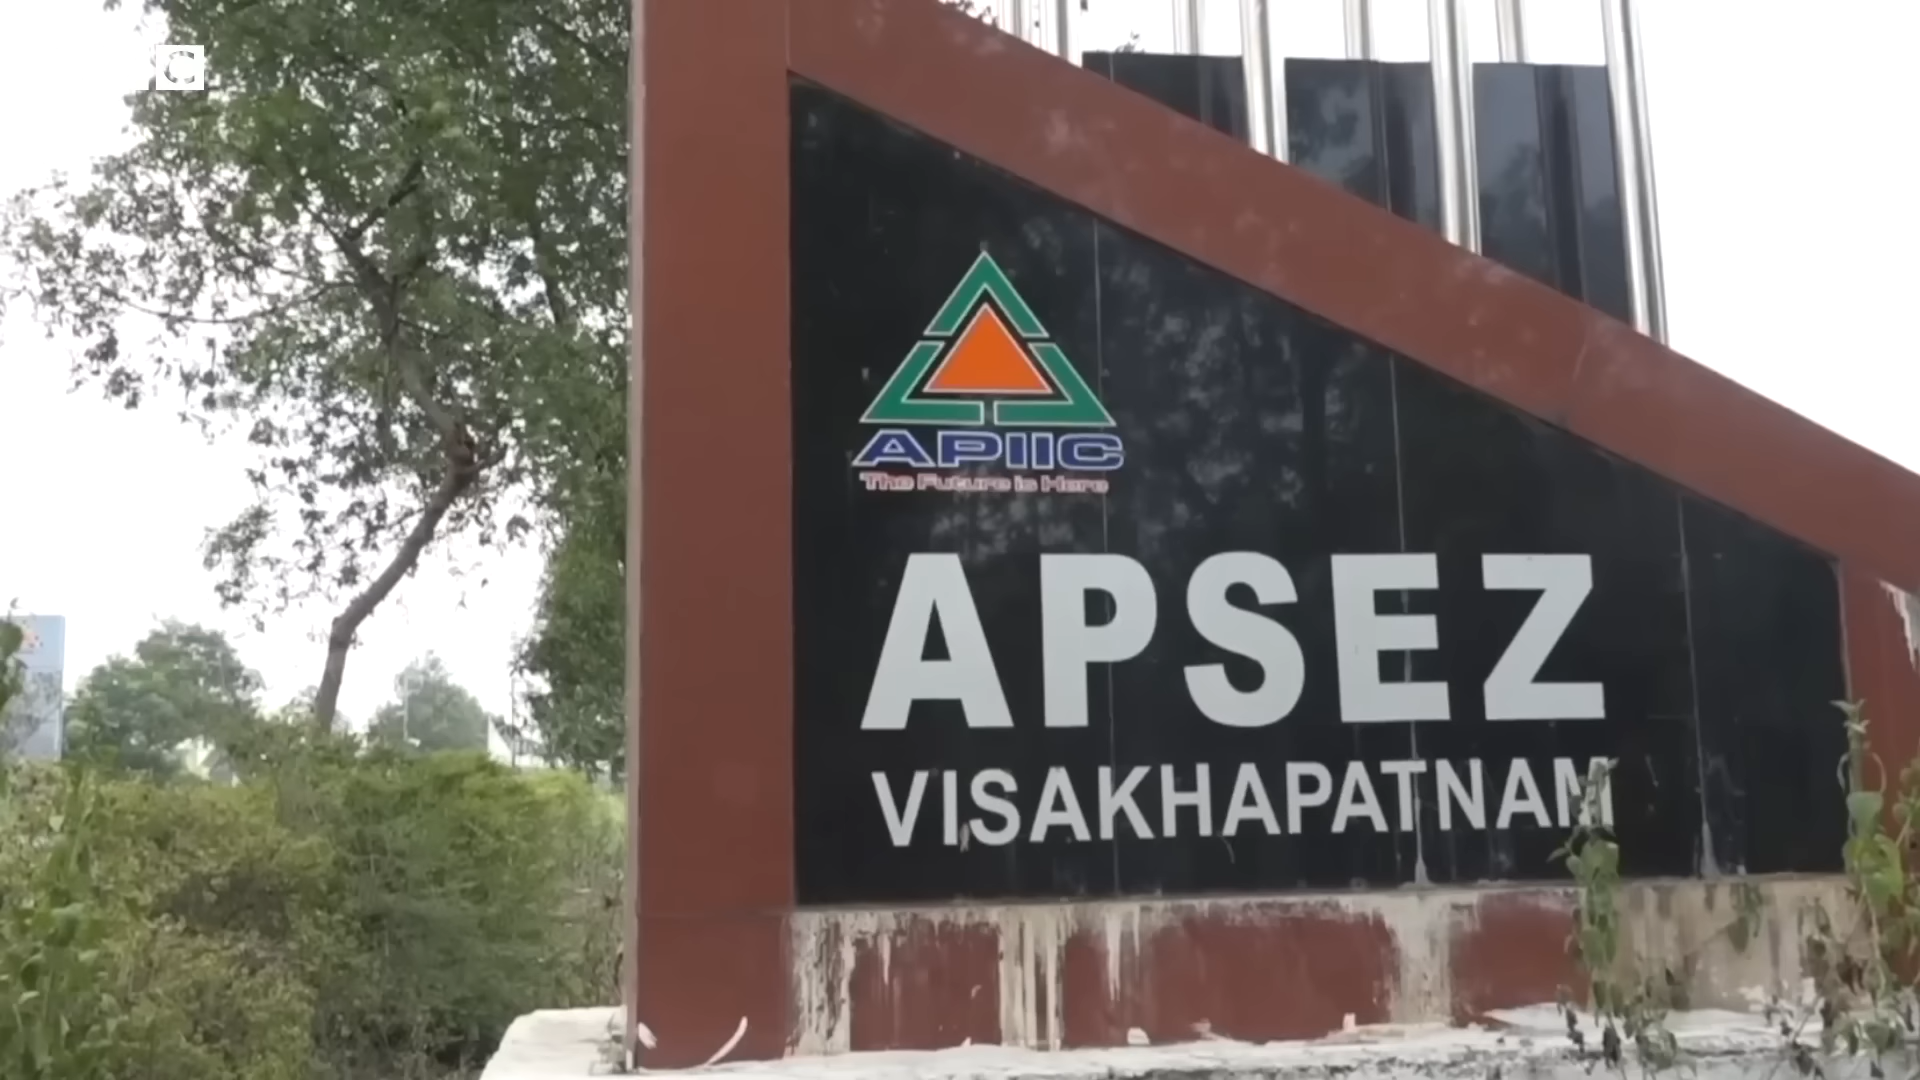 C
APIIC
The Future is Here
APSEZ
VISAKHAPATNAM